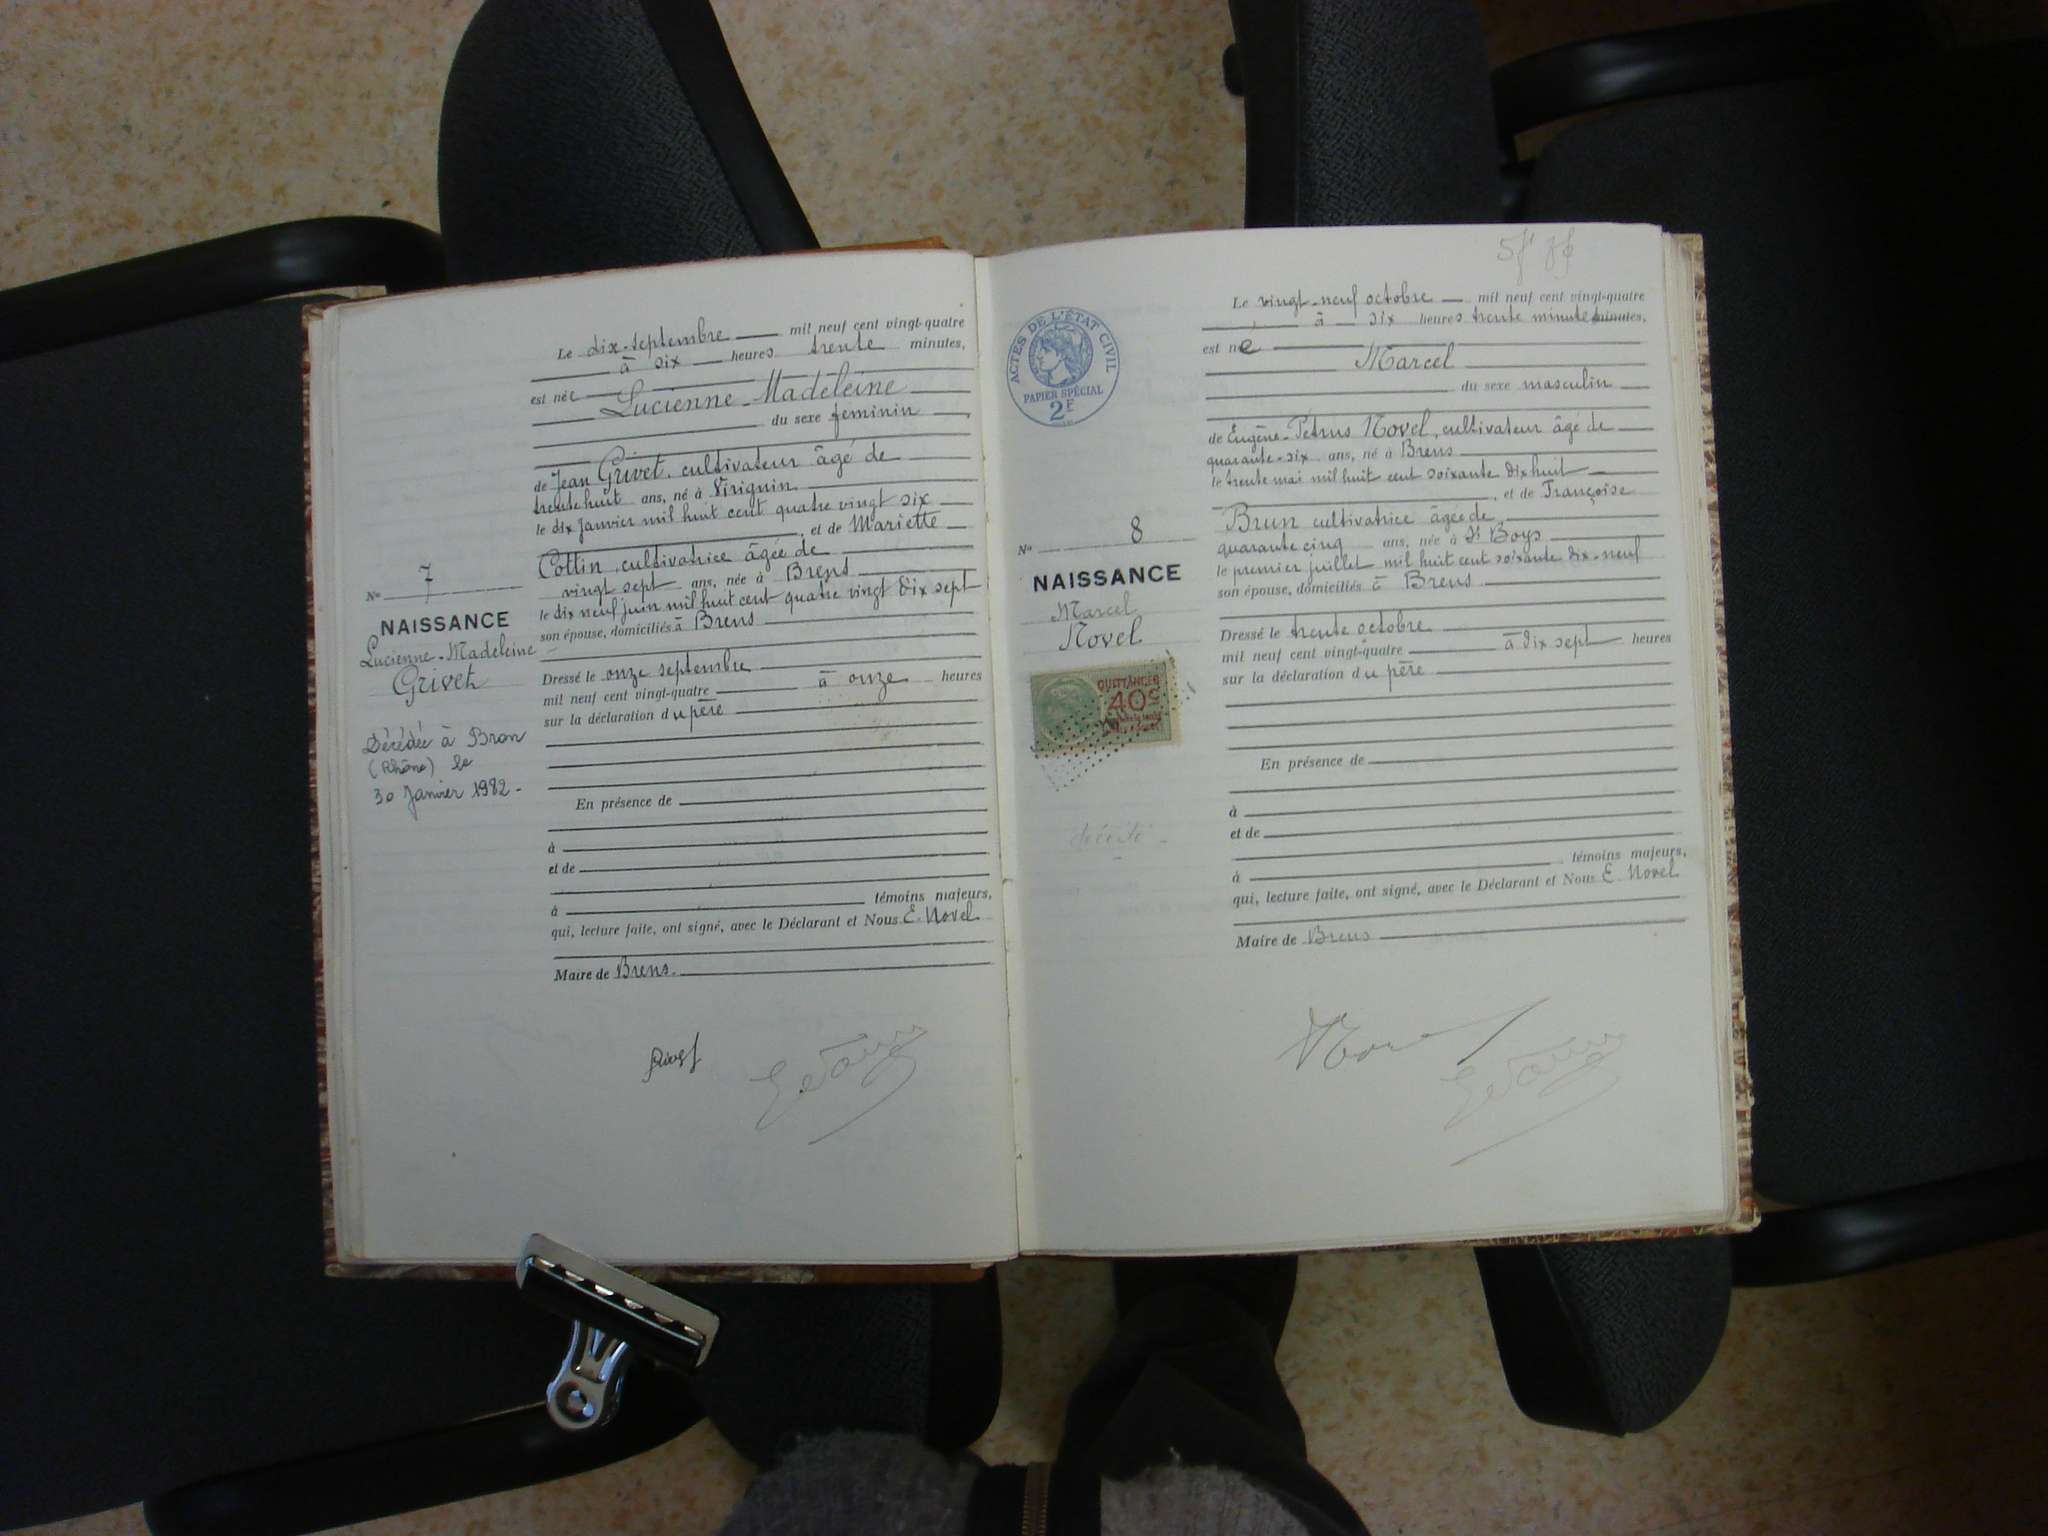 Le dix septembre mil neuf cent vingt-quatre
à six heures trente minutes,
est née
Lucienne-Madeleine
du sexe feminin
de Jean Grivet, cultivateur âgé de
trente huit ans, né à Virignin
le dix janvier mil huit cent quatre vingt six
, et de Mariette
Cottin, cultivatrice âgée de
vingt sept ans, née à Brens
le dix neuf juin mil huit cent quatre vingt dix sept
son épouse, domiciliés à Brens
Dressé le onze septembre
mil neuf cent vingt-quatre à onze heures
sur la déclaration du père
En présence de
à
et de
à témoins majeurs,
qui, lecture faite, ont signé, avec le Déclarant et Nous E. Novel
Maire de Brens.
Grivet
No 7
NAISSANCE
Lucienne-Madeleine
Grivet
Décédée à Bron
(Rhône) le
30 Janvier 1982-
ACTES DE L'ÉTAT CIVIL
PAPIER SPÉCIAL
2F
No 8
NAISSANCE
Marcel
Novel
QUITTANCES
40c
décédé
Le vingt-neuf octobre mil neuf cent vingt-quatre
à six heures trente minutes minutes,
est né
Marcel
du sexe masculin
de Eugène-Pétrus Novel, cultivateur âgé de
quarante-six ans, né à Brens
le trente mai mil huit cent soixante dix huit
, et de Françoise
Brun cultivatrice âgée de
quarante cinq ans, née à St Boys
le premier juillet mil huit cent soixante dix-neuf
son épouse, domiciliés à Brens
Dressé le trente octobre
mil neuf cent vingt-quatre à dix sept heures
sur la déclaration du père
En présence de
à
et de
à témoins majeurs,
qui, lecture faite, ont signé, avec le Déclarant et Nous E. Novel
Maire de Brens